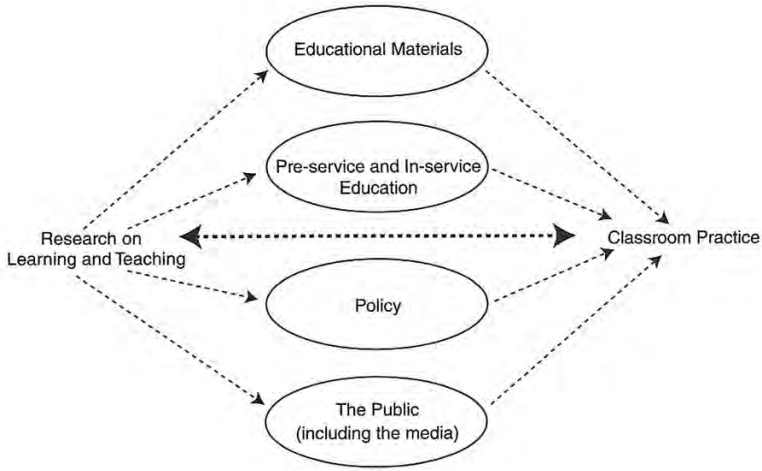 Educational Materials
Pre-service and In-service
Education
Research on
Learning and Teaching
Classroom Practice
Policy
The Public
(including the media)